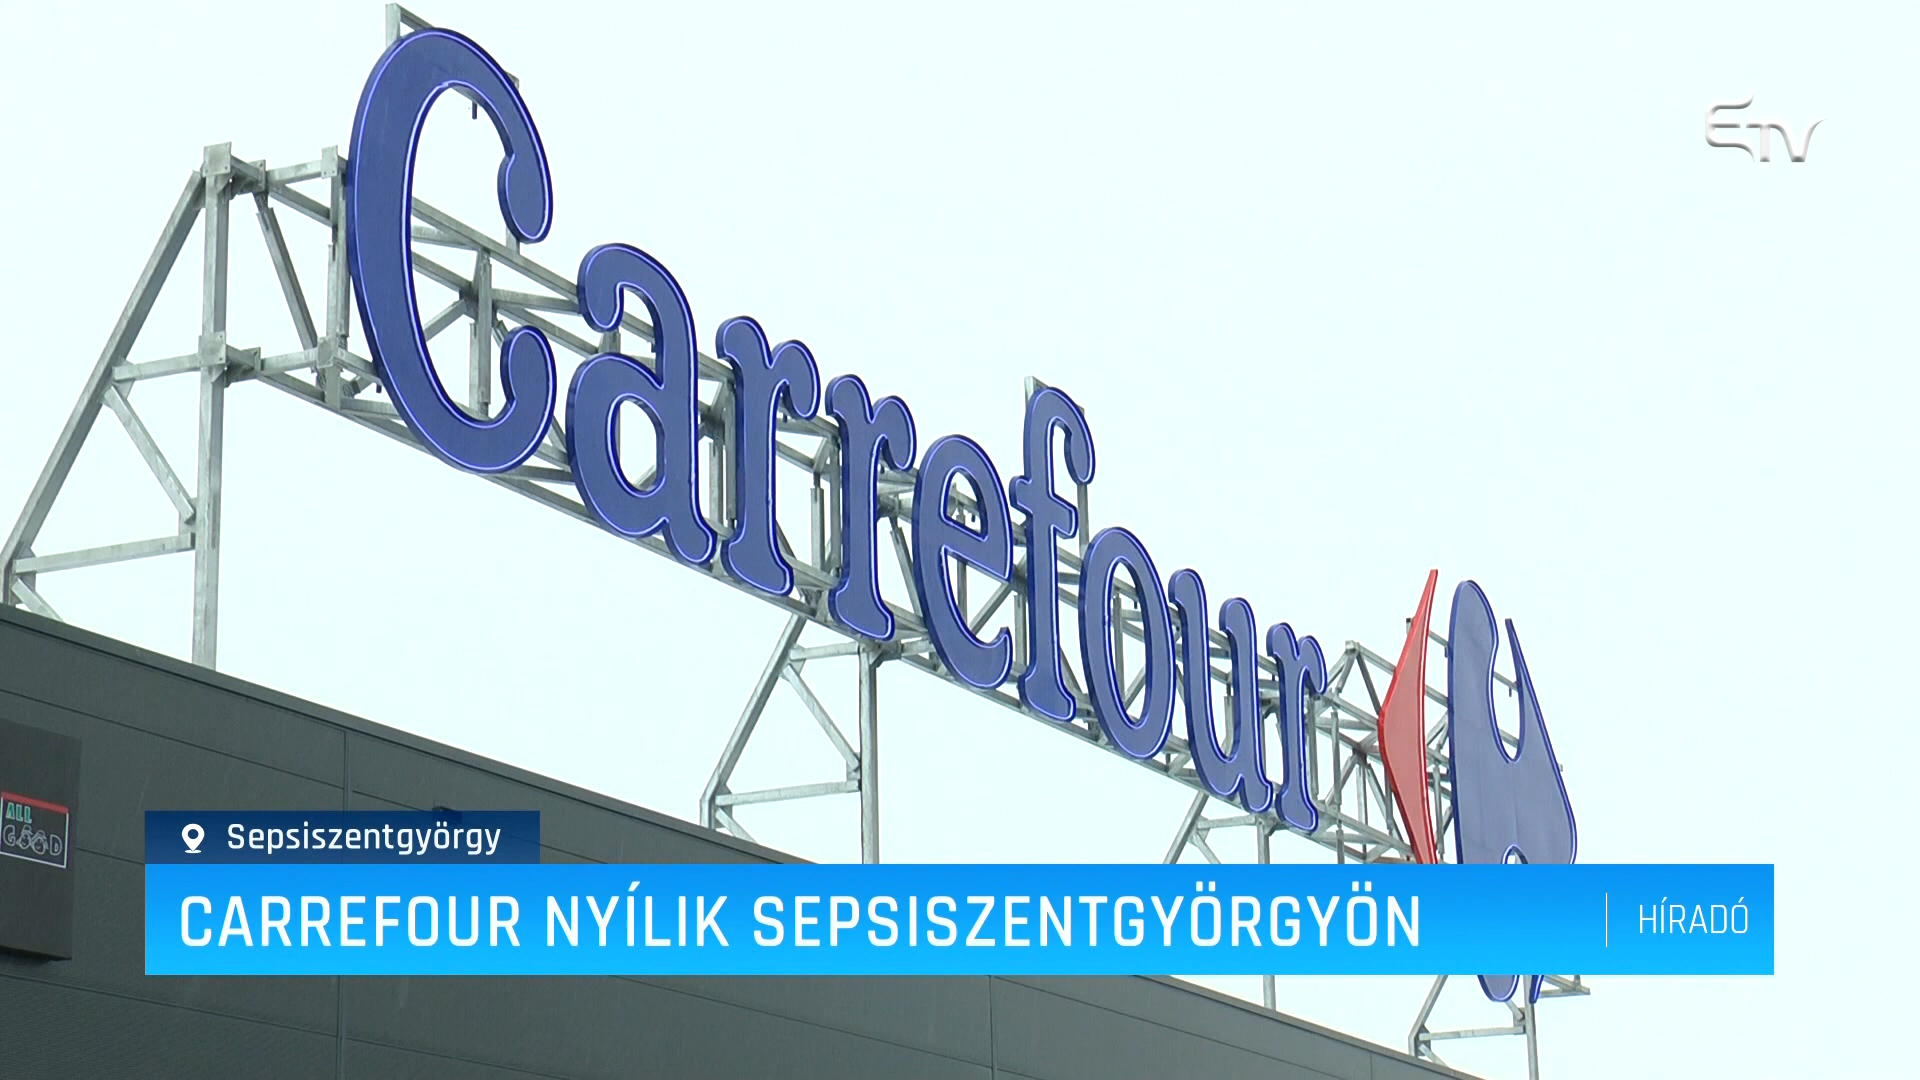 ETV
Carrefour
ALL
GOOD
Sepsiszentgyörgy
CARREFOUR NYÍLIK SEPSISZENTGYÖRGYÖN
HÍRADÓ